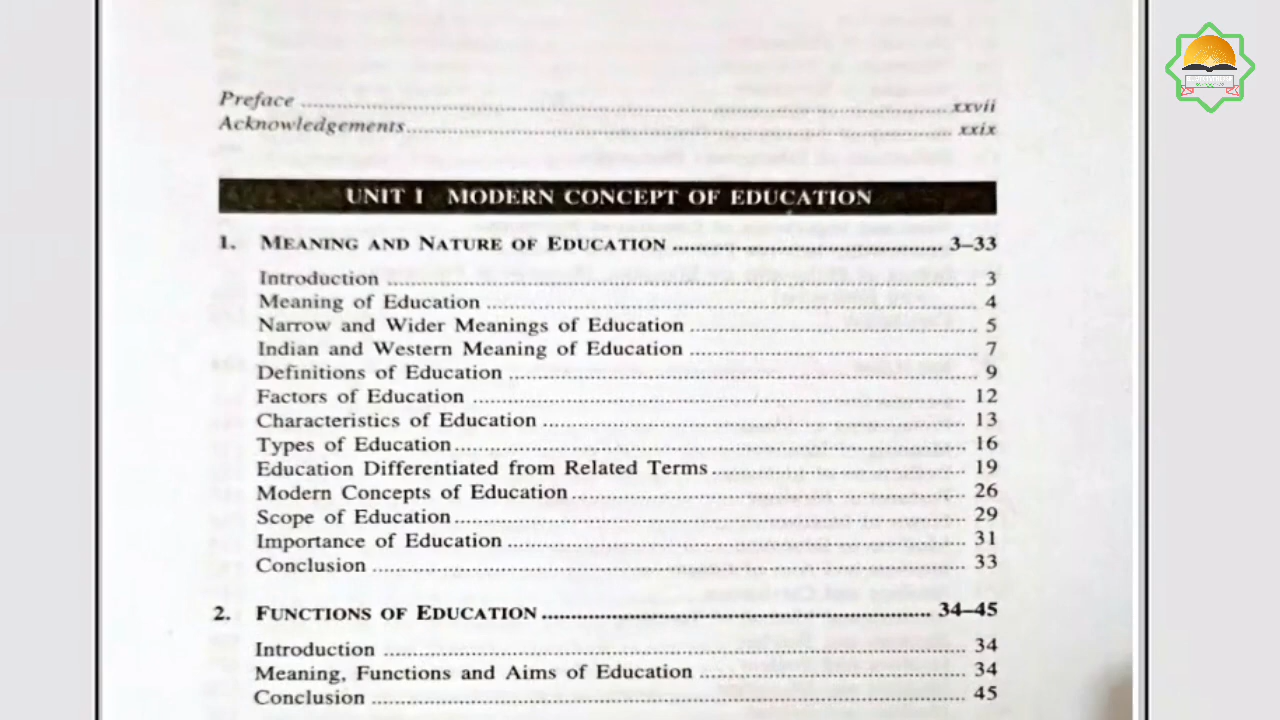 Preface ........ xxvii
Acknowledgements ........ xxix
UNIT I MODERN CONCEPT OF EDUCATION
1. MEANING AND NATURE OF EDUCATION ........ 3–33
Introduction ........ 3
Meaning of Education ........ 4
Narrow and Wider Meanings of Education ........ 5
Indian and Western Meaning of Education ........ 7
Definitions of Education ........ 9
Factors of Education ........ 12
Characteristics of Education ........ 13
Types of Education ........ 16
Education Differentiated from Related Terms ........ 19
Modern Concepts of Education ........ 26
Scope of Education ........ 29
Importance of Education ........ 31
Conclusion ........ 33
2. FUNCTIONS OF EDUCATION ........ 34–45
Introduction ........ 34
Meaning, Functions and Aims of Education ........ 34
Conclusion ........ 45